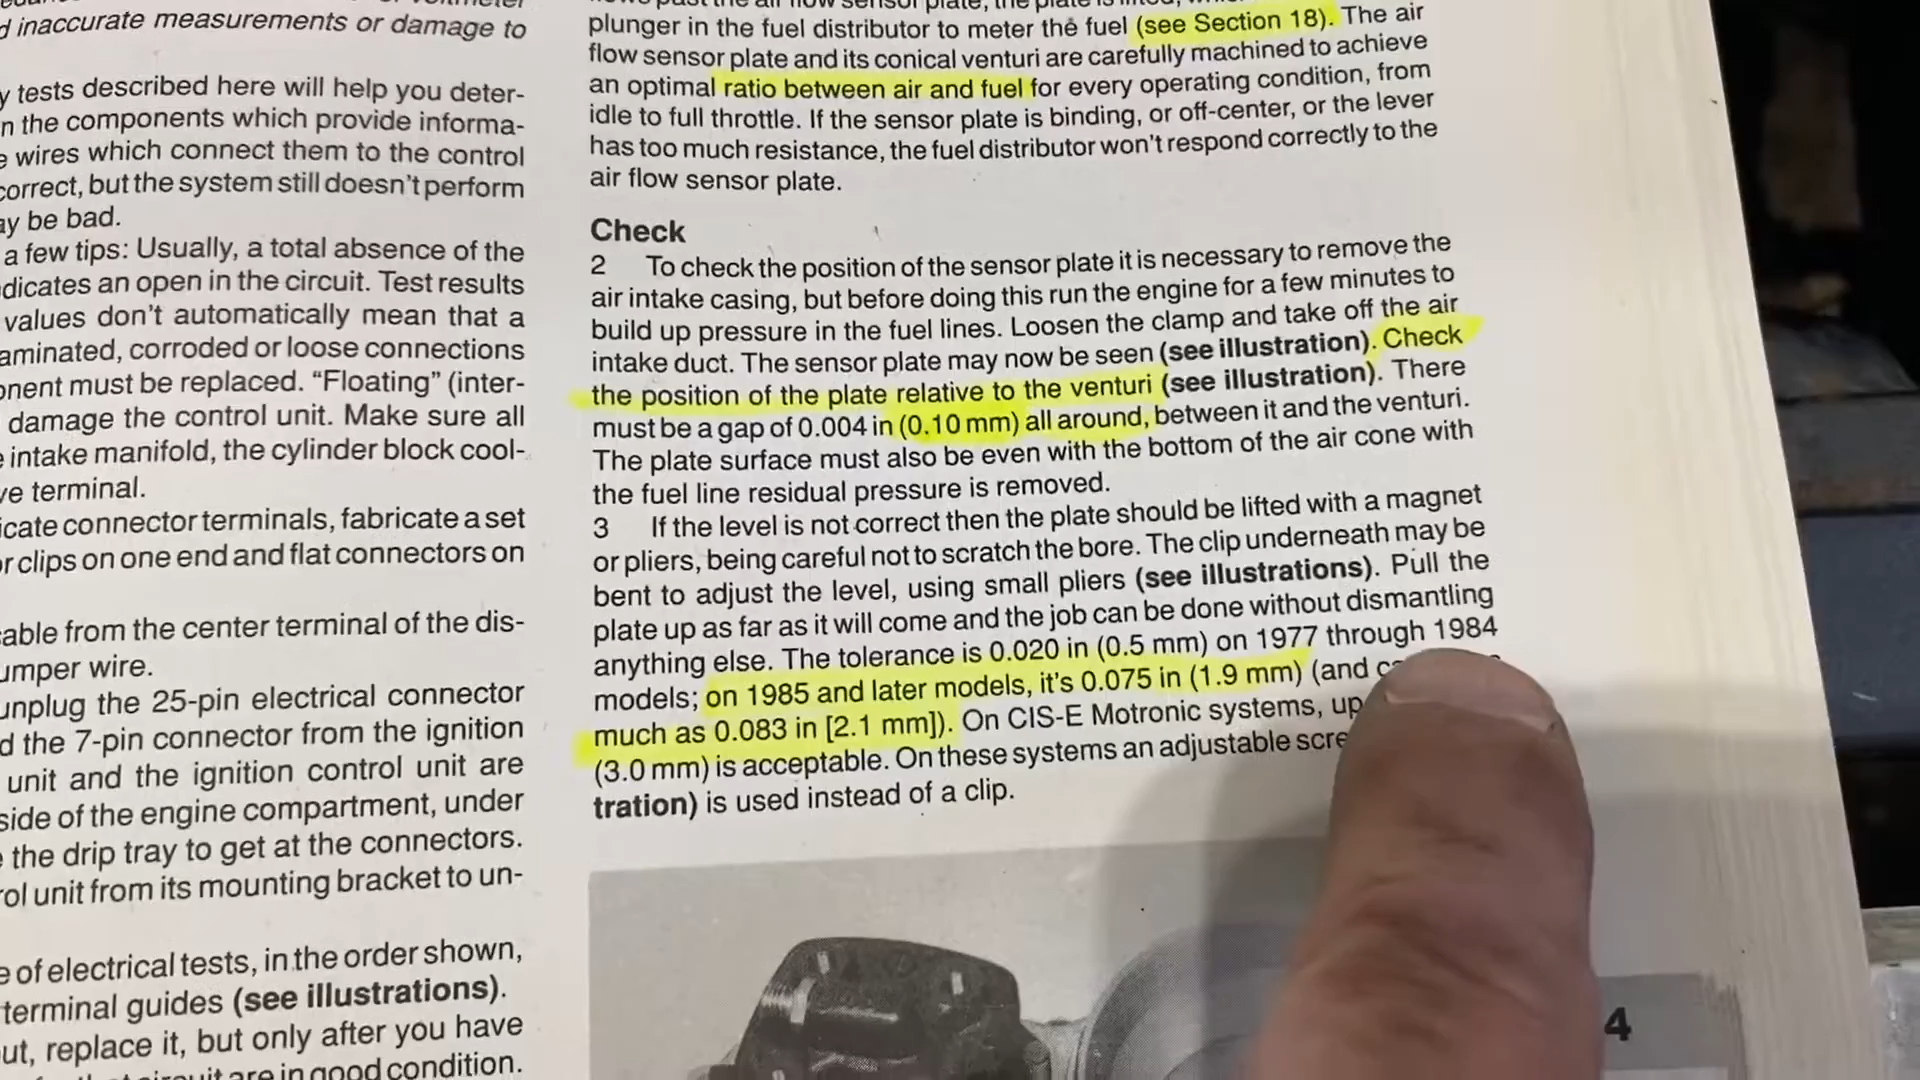 d inaccurate measurements or damage to
y tests described here will help you deter-
n the components which provide informa-
e wires which connect them to the control
correct, but the system still doesn't perform
ay be bad.
a few tips: Usually, a total absence of the
dicates an open in the circuit. Test results
values don't automatically mean that a
aminated, corroded or loose connections
onent must be replaced. “Floating” (inter-
damage the control unit. Make sure all
e intake manifold, the cylinder block cool-
ve terminal.
icate connector terminals, fabricate a set
or clips on one end and flat connectors on
cable from the center terminal of the dis-
umper wire.
unplug the 25-pin electrical connector
d the 7-pin connector from the ignition
unit and the ignition control unit are
side of the engine compartment, under
e the drip tray to get at the connectors.
rol unit from its mounting bracket to un-
e of electrical tests, in the order shown,
terminal guides (see illustrations).
ut, replace it, but only after you have
circuit are in good condition.
plunger in the fuel distributor to meter the fuel (see Section 18). The air
flow sensor plate and its conical venturi are carefully machined to achieve
an optimal ratio between air and fuel for every operating condition, from
idle to full throttle. If the sensor plate is binding, or off-center, or the lever
has too much resistance, the fuel distributor won't respond correctly to the
air flow sensor plate.
Check
2 To check the position of the sensor plate it is necessary to remove the
air intake casing, but before doing this run the engine for a few minutes to
build up pressure in the fuel lines. Loosen the clamp and take off the air
intake duct. The sensor plate may now be seen (see illustration). Check
the position of the plate relative to the venturi (see illustration). There
must be a gap of 0.004 in (0.10 mm) all around, between it and the venturi.
The plate surface must also be even with the bottom of the air cone with
the fuel line residual pressure is removed.
3 If the level is not correct then the plate should be lifted with a magnet
or pliers, being careful not to scratch the bore. The clip underneath may be
bent to adjust the level, using small pliers (see illustrations). Pull the
plate up as far as it will come and the job can be done without dismantling
anything else. The tolerance is 0.020 in (0.5 mm) on 1977 through 1984
models; on 1985 and later models, it's 0.075 in (1.9 mm) (and
much as 0.083 in [2.1 mm]). On CIS-E Motronic systems, up
(3.0 mm) is acceptable. On these systems an adjustable scre
tration) is used instead of a clip.
4